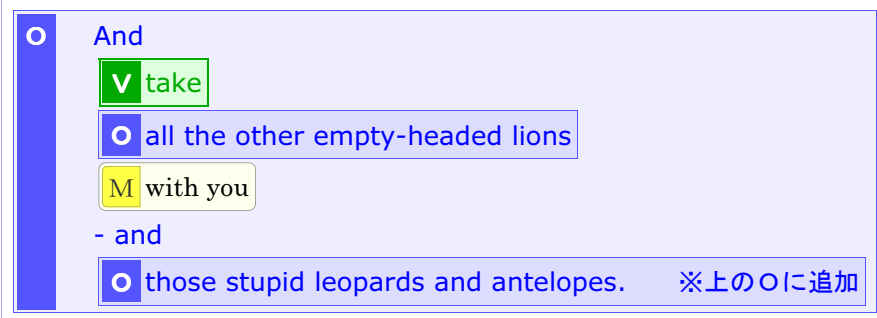 O And
V take
O all the other empty-headed lions
M with you
- and
O those stupid leopards and antelopes. ※上のOに追加